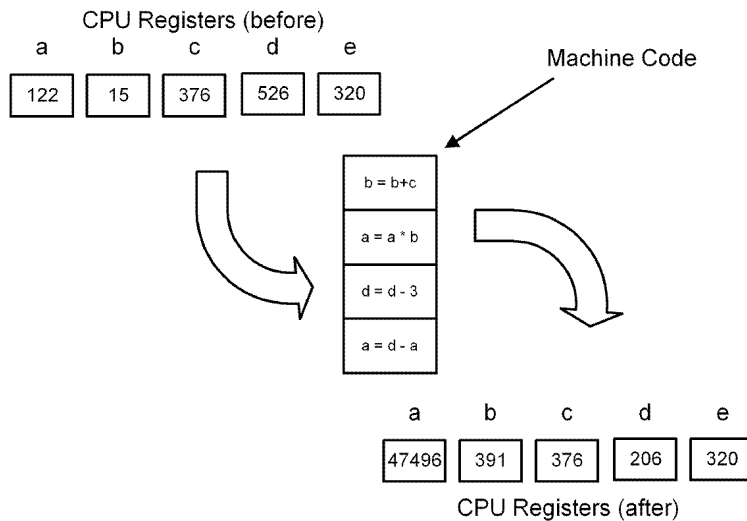 CPU Registers (before)
a b c d e
122 15 376 526 320
Machine Code
b = b+c
a = a * b
d = d - 3
a = d - a
a b c d e
47496 391 376 206 320
CPU Registers (after)